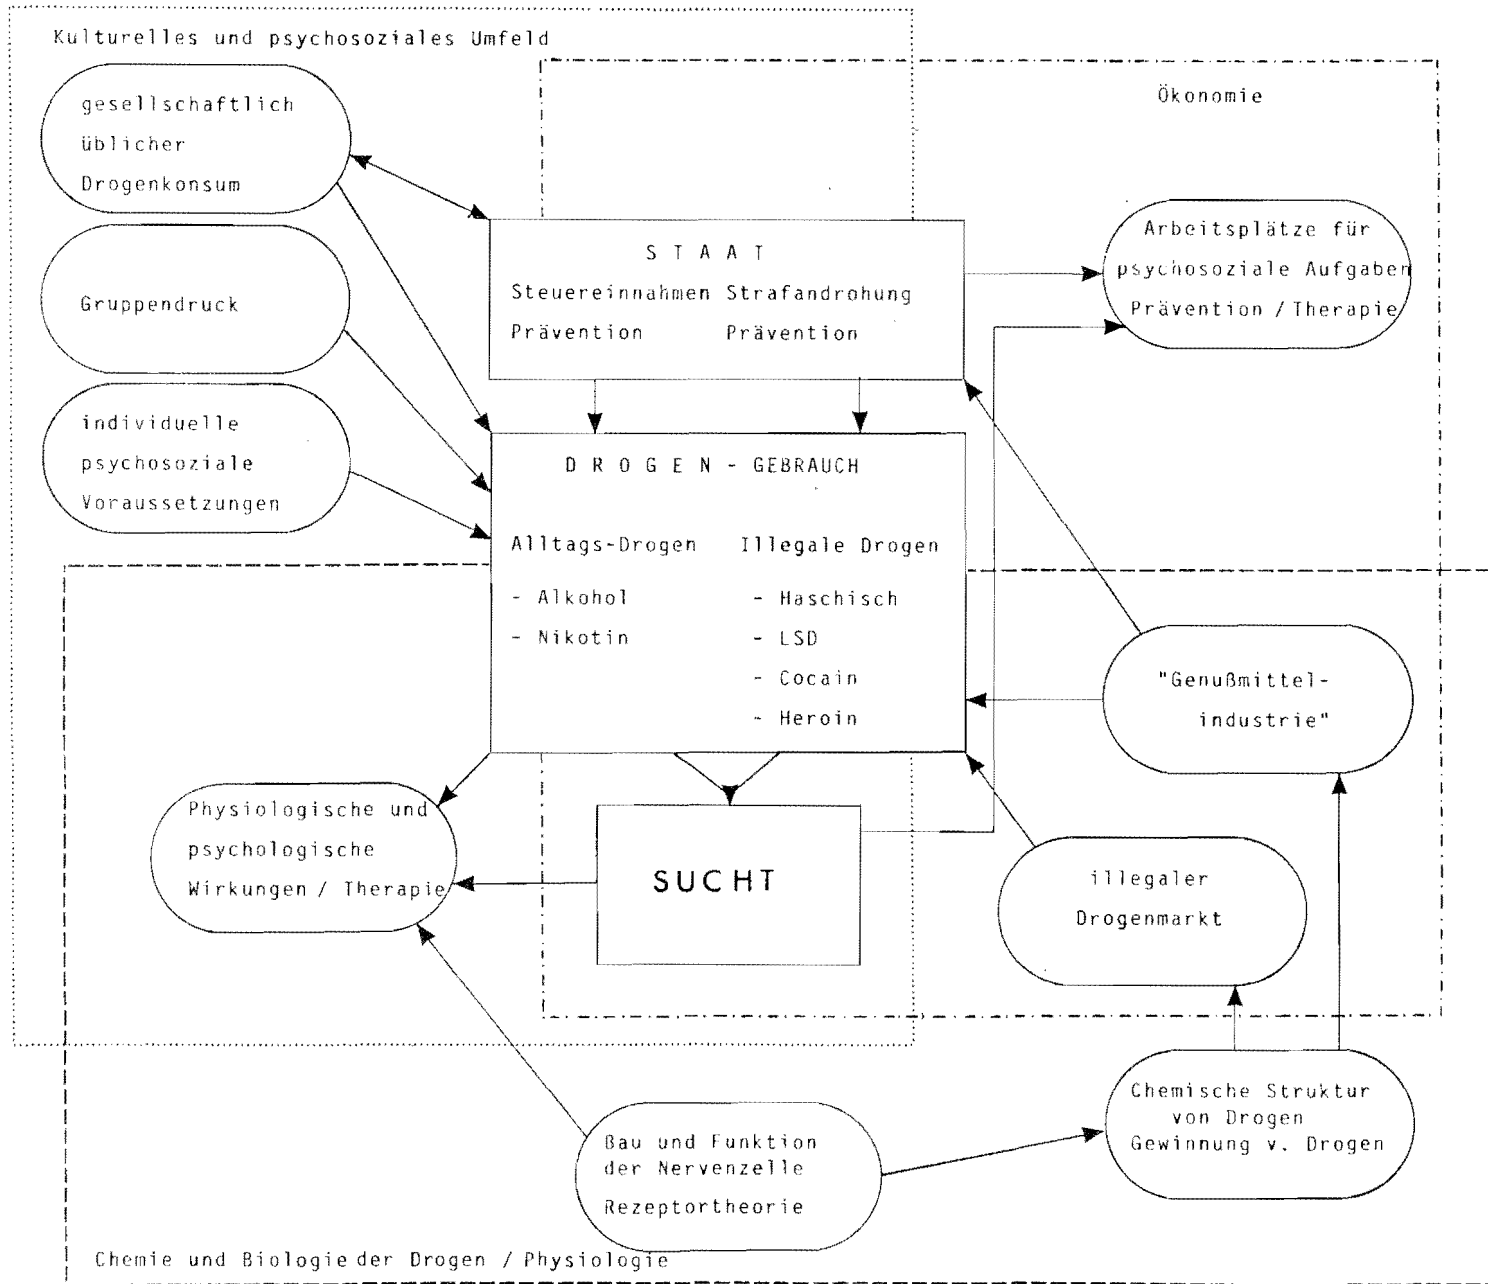 Kulturelles und psychosoziales Umfeld
Ökonomie
gesellschaftlich
üblicher
Drogenkonsum
Gruppendruck
individuelle
psychosoziale
Voraussetzungen
S T A A T
Steuereinnahmen Strafandrohung
Prävention Prävention
Arbeitsplätze für
psychosoziale Aufgaben
Prävention / Therapie
D R O G E N - GEBRAUCH
Alltags-Drogen Illegale Drogen
- Alkohol - Haschisch
- Nikotin - LSD
- Cocain
- Heroin
"Genußmittel-
industrie"
Physiologische und
psychologische
Wirkungen / Therapie
SUCHT
illegaler
Drogenmarkt
Chemische Struktur
von Drogen
Gewinnung v. Drogen
Bau und Funktion
der Nervenzelle
Rezeptortheorie
Chemie und Biologie der Drogen / Physiologie